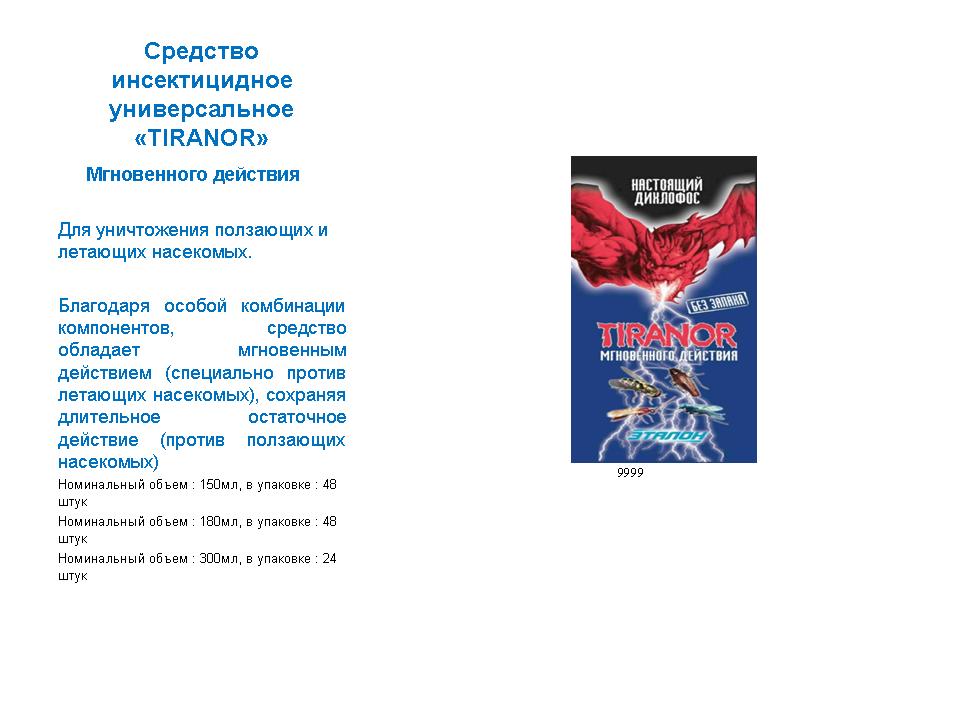 Средство
инсектицидное
универсальное
«TIRANOR»
Мгновенного действия
Для уничтожения ползающих и
летающих насекомых.
Благодаря особой комбинации
компонентов, средство
обладает мгновенным
действием (специально против
летающих насекомых), сохраняя
длительное остаточное
действие (против ползающих
насекомых)
Номинальный объем : 150мл, в упаковке : 48
штук
Номинальный объем : 180мл, в упаковке : 48
штук
Номинальный объем : 300мл, в упаковке : 24
штук
НАСТОЯЩИЙ
ДИХЛОФОС
БЕЗ ЗАПАХА
TIRANOR
МГНОВЕННОГО ДЕЙСТВИЯ
ЭТАЛОН
9999